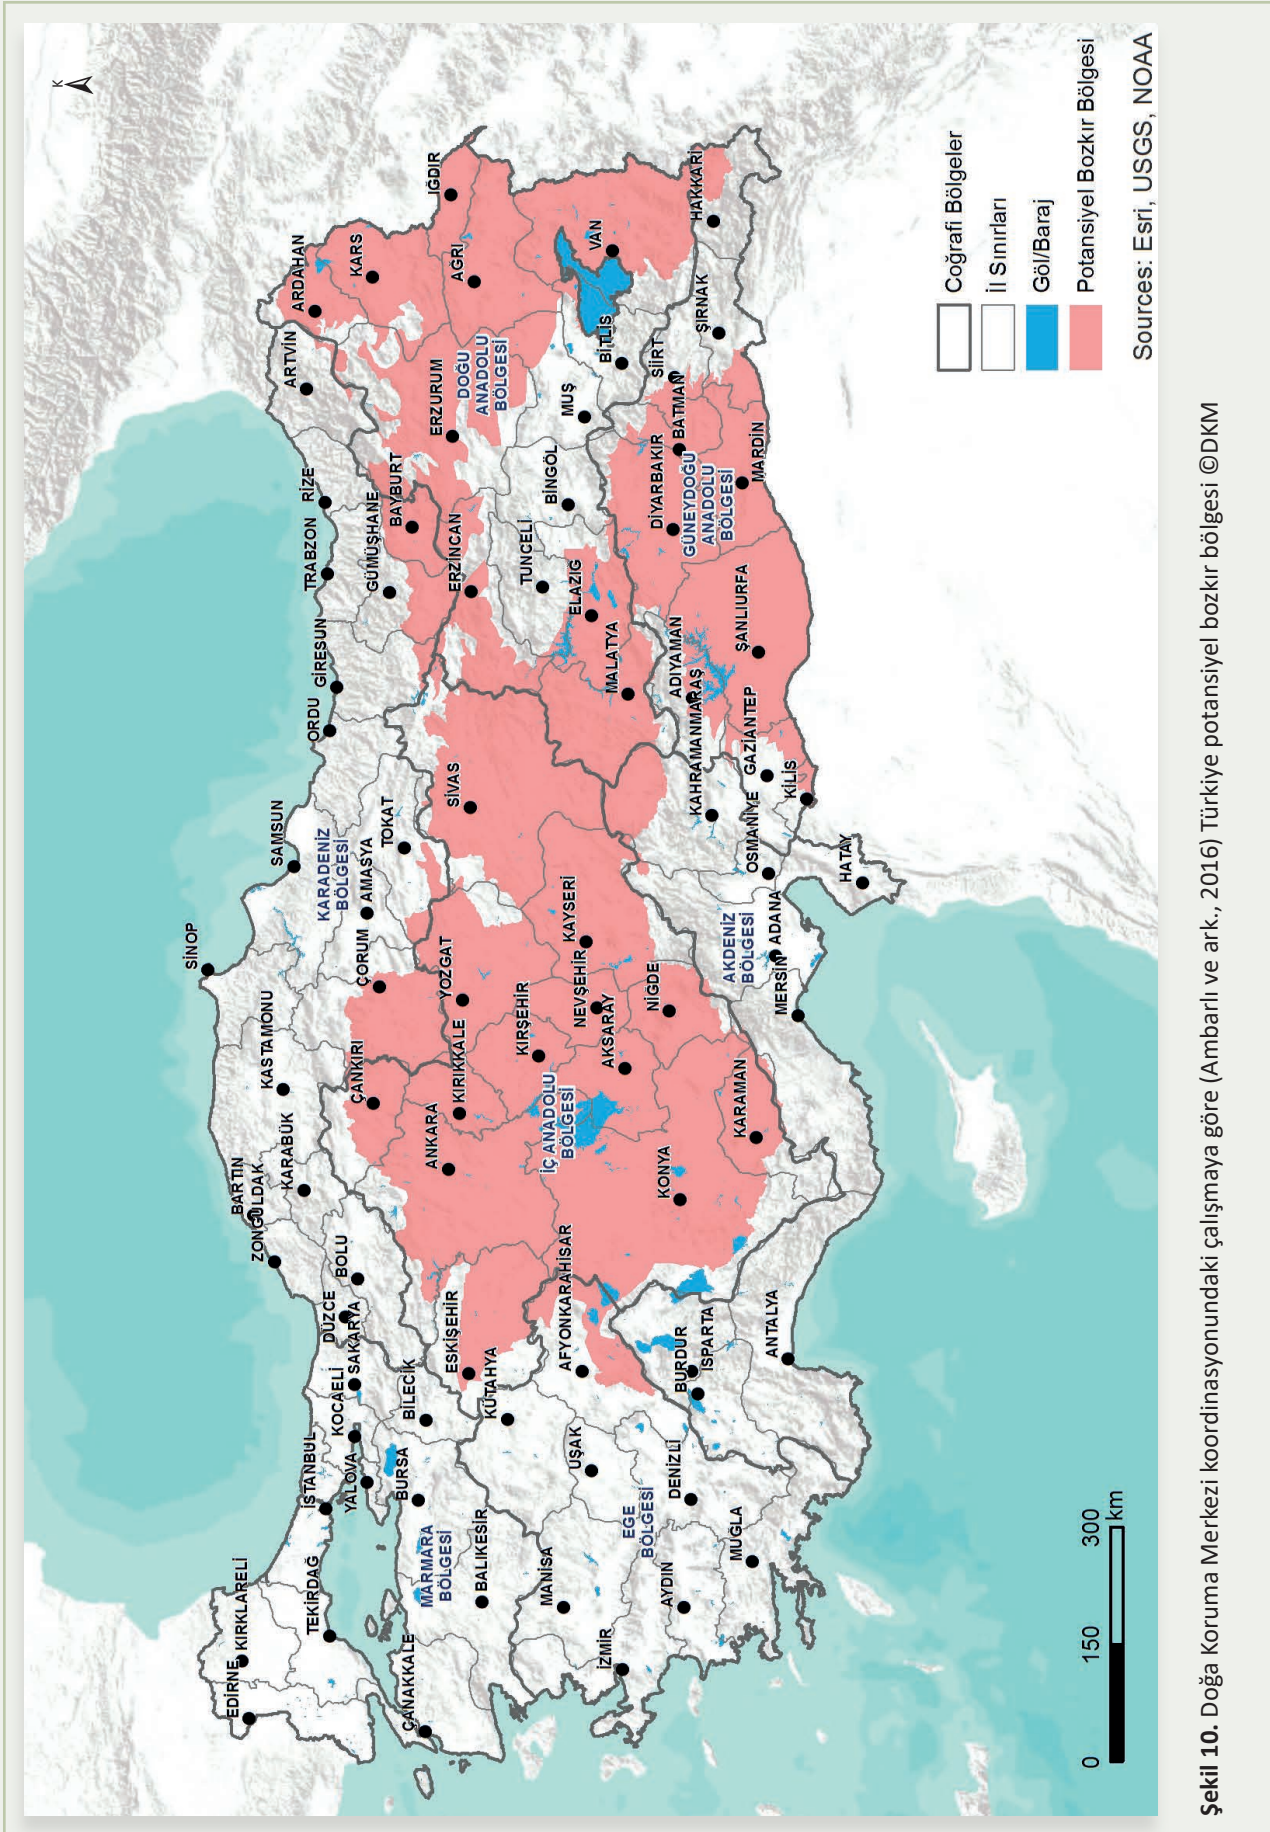 K
EDİRNE
KIRKLARELİ
TEKİRDAĞ
İSTANBUL
KOCAELİ
YALOVA
SAKARYA
DÜZCE
BOLU
ZONGULDAK
BARTIN
KARABÜK
KASTAMONU
SİNOP
ÇANKIRI
ÇORUM
KARADENİZ
BÖLGESİ
AMASYA
SAMSUN
TOKAT
ORDU
GİRESUN
TRABZON
GÜMÜŞHANE
RİZE
BAYBURT
ARTVİN
ARDAHAN
KARS
IĞDIR
AĞRI
ÇANAKKALE
MARMARA
BÖLGESİ
BURSA
BALIKESİR
BİLECİK
ESKİŞEHİR
KÜTAHYA
ANKARA
KIRIKKALE
YOZGAT
KIRŞEHİR
SİVAS
ERZİNCAN
ERZURUM
DOĞU
ANADOLU
BÖLGESİ
TUNCELİ
BİNGÖL
MUŞ
BİTLİS
VAN
MANİSA
İZMİR
UŞAK
EGE
BÖLGESİ
AYDIN
DENİZLİ
MUĞLA
AFYONKARAHİSAR
BURDUR
ISPARTA
ANTALYA
İÇ ANADOLU
BÖLGESİ
KONYA
AKSARAY
NEVŞEHİR
KAYSERİ
NİĞDE
KARAMAN
MERSİN
ADANA
AKDENİZ
BÖLGESİ
OSMANİYE
HATAY
KAHRAMANMARAŞ
GAZİANTEP
KİLİS
MALATYA
ELAZIĞ
ADIYAMAN
ŞANLIURFA
DİYARBAKIR
GÜNEYDOĞU
ANADOLU
BÖLGESİ
BATMAN
MARDİN
SİİRT
ŞIRNAK
HAKKARİ
0 150 300
km
Coğrafi Bölgeler
İl Sınırları
Göl/Baraj
Potansiyel Bozkır Bölgesi
Sources: Esri, USGS, NOAA
Şekil 10. Doğa Koruma Merkezi koordinasyonundaki çalışmaya göre (Ambarlı ve ark., 2016) Türkiye potansiyel bozkır bölgesi ©DKM